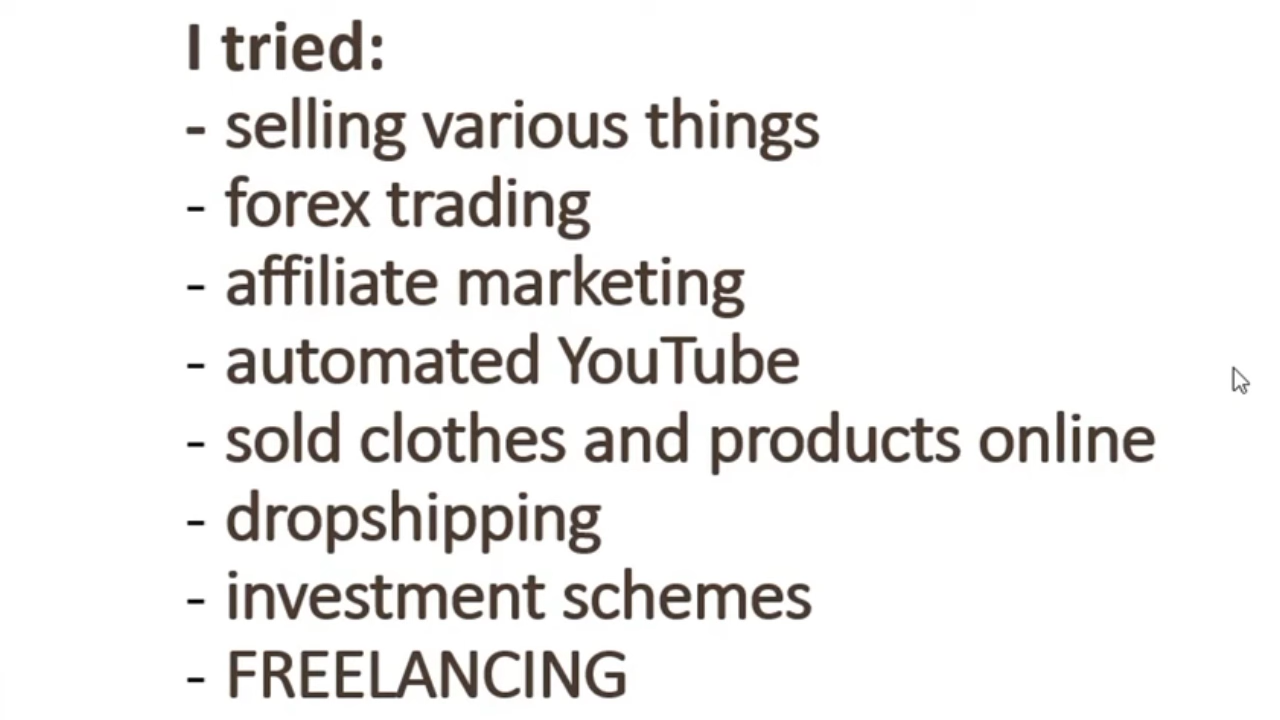 I tried:
- selling various things
- forex trading
- affiliate marketing
- automated YouTube
- sold clothes and products online
- dropshipping
- investment schemes
- FREELANCING